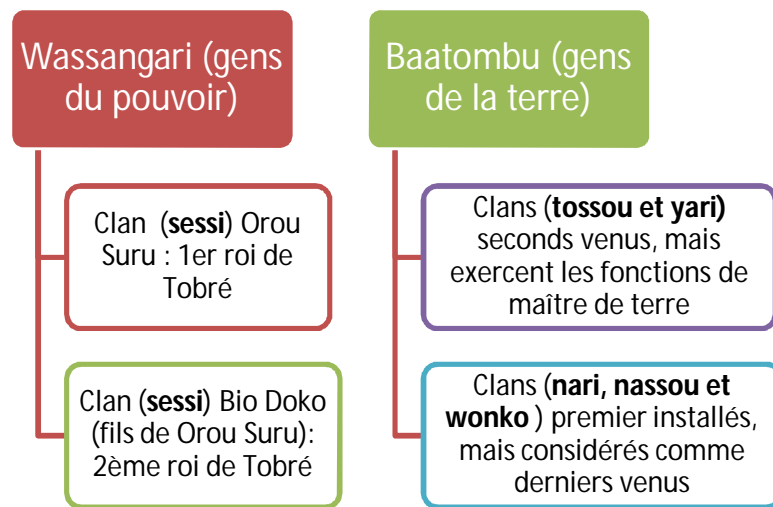 Wassangari (gens
du pouvoir)
Clan (sessi) Orou
Suru : 1er roi de
Tobré
Clan (sessi) Bio Doko
(fils de Orou Suru):
2ème roi de Tobré
Baatombu (gens
de la terre)
Clans (tossou et yari)
seconds venus, mais
exercent les fonctions de
maître de terre
Clans (nari, nassou et
wonko ) premier installés,
mais considérés comme
derniers venus